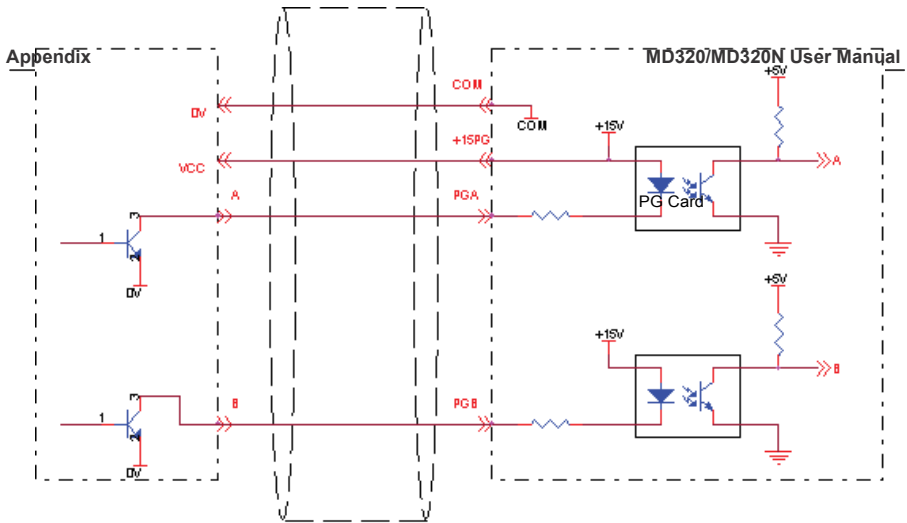 Appendix
MD320/MD320N User Manual
+5V
COM
0V
COM
+15V
+15PG
VCC
A
A
PGA
PG Card
3
1
2
0V
+5V
+15V
B
B
PGB
3
1
2
0V